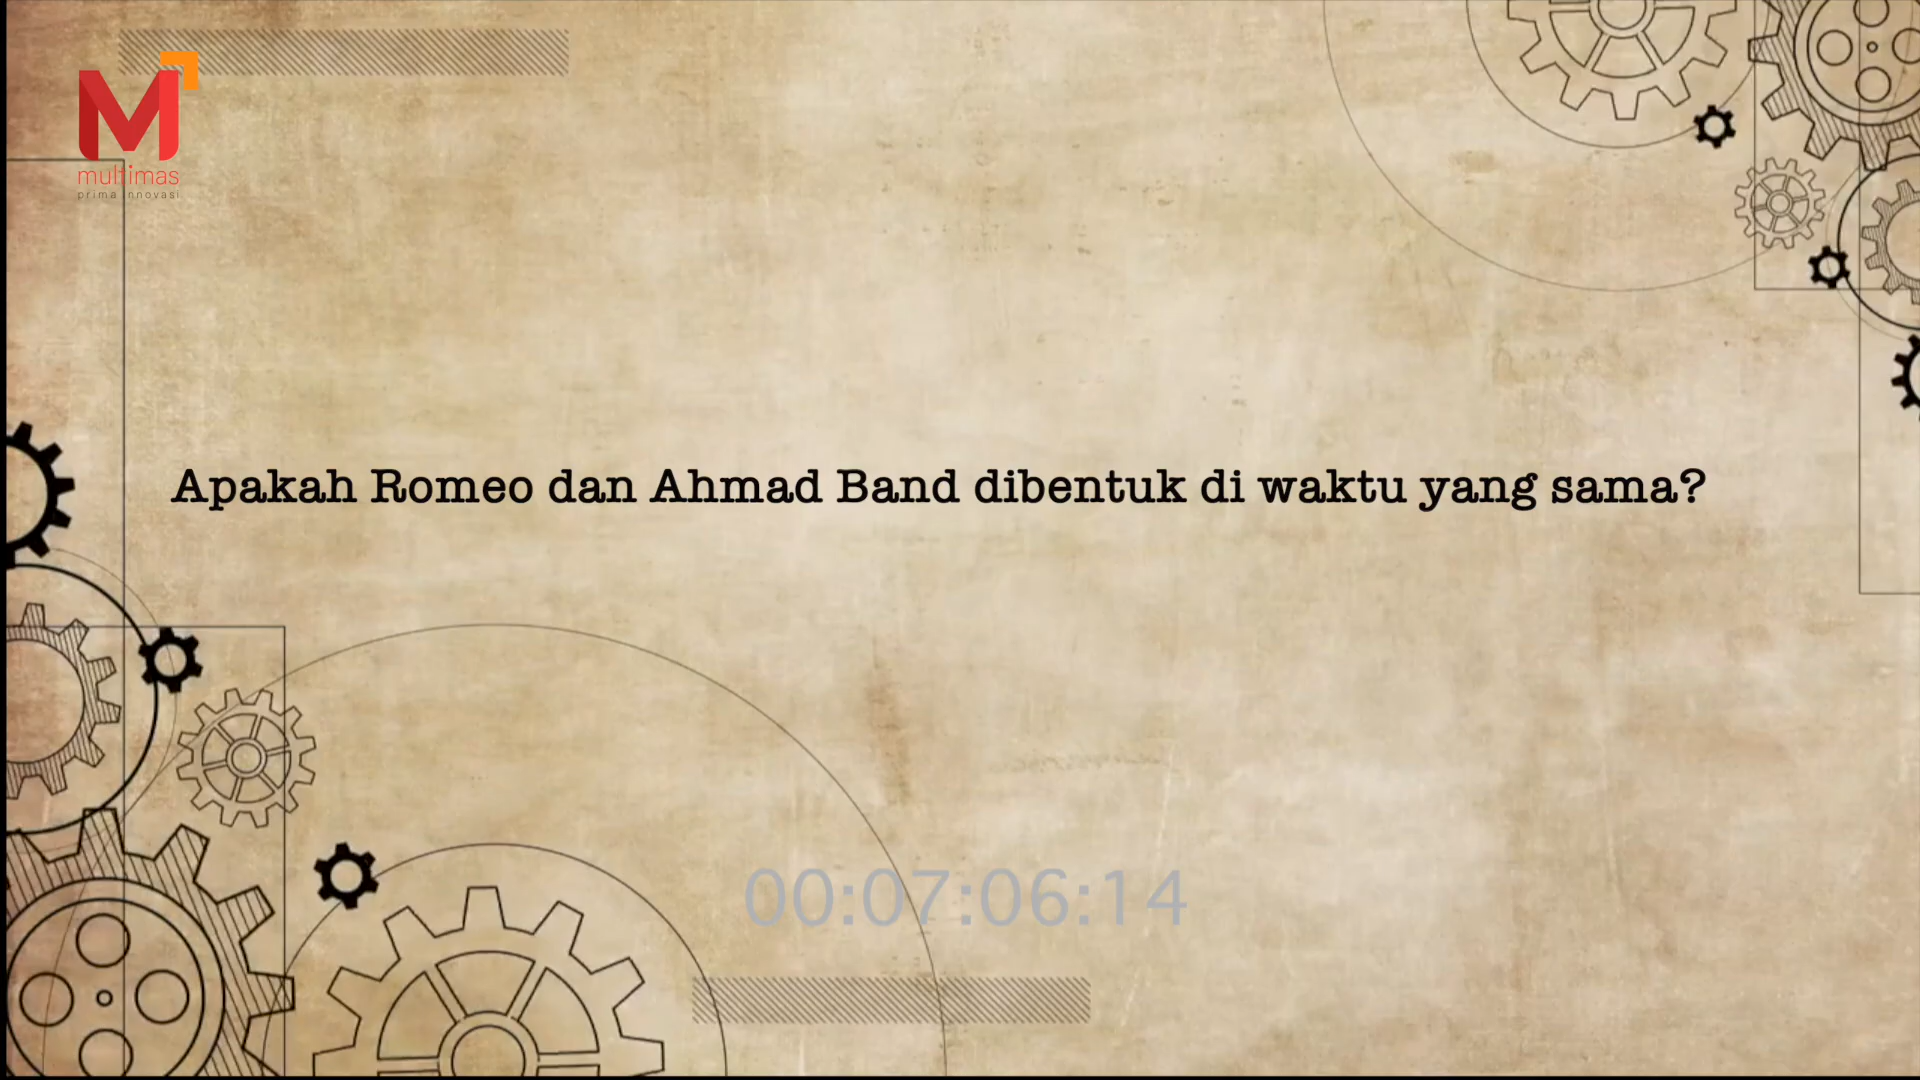 multimas
prima innovasi
Apakah Romeo dan Ahmad Band dibentuk di waktu yang sama?
00:07:06:14